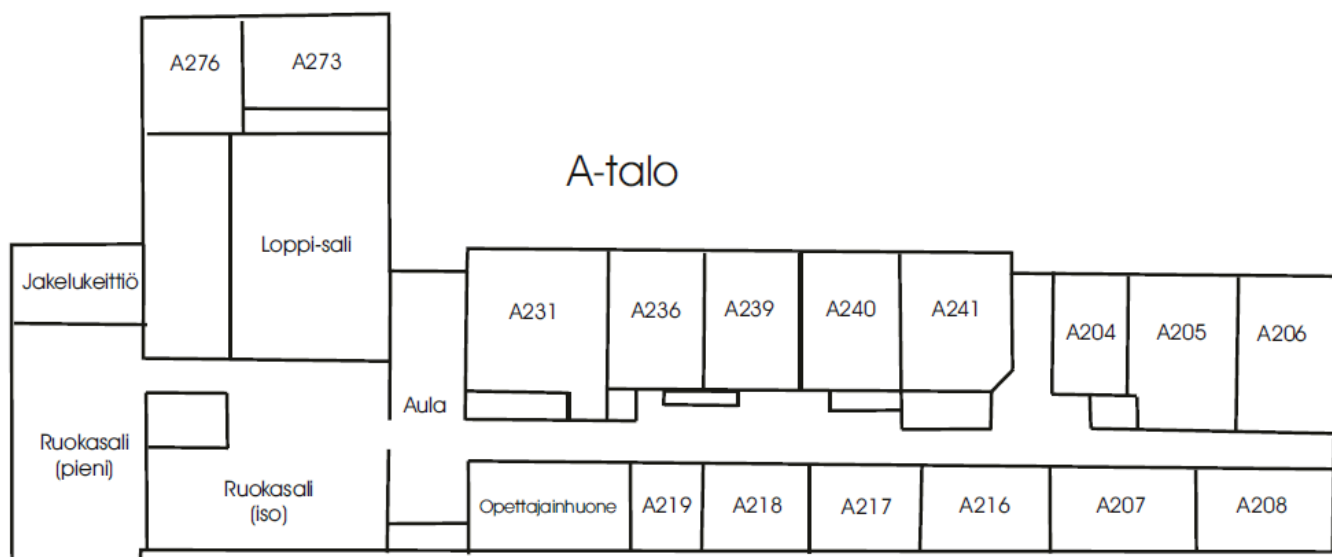 A276
A273
A-talo
Loppi-sali
Jakelukeittiö
A231
A236
A239
A240
A241
A204
A205
A206
Aula
Ruokasali
(pieni)
Ruokasali
(iso)
Opettajainhuone
A219
A218
A217
A216
A207
A208